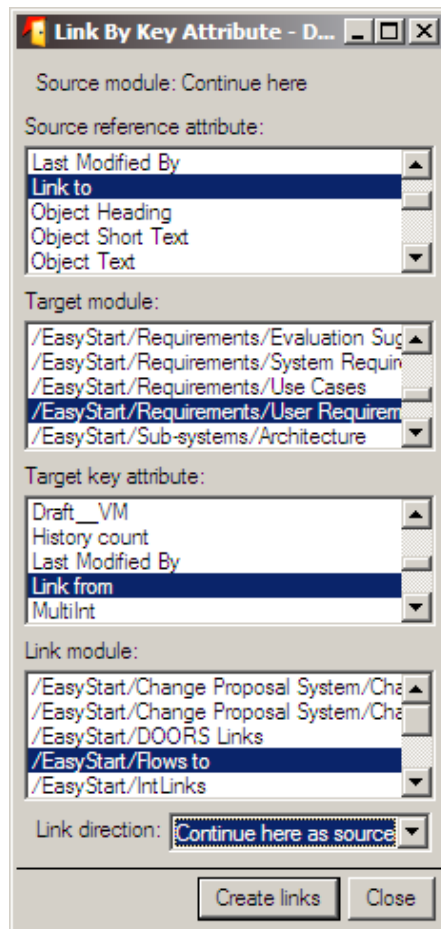 Link By Key Attribute - D...
Source module: Continue here
Source reference attribute:
Last Modified By
Link to
Object Heading
Object Short Text
Object Text
Target module:
/EasyStart/Requirements/Evaluation Sug
/EasyStart/Requirements/System Requin
/EasyStart/Requirements/Use Cases
/EasyStart/Requirements/User Requirem
/EasyStart/Sub-systems/Architecture
Target key attribute:
Draft__VM
History count
Last Modified By
Link from
MultiInt
Link module:
/EasyStart/Change Proposal System/Cha
/EasyStart/Change Proposal System/Cha
/EasyStart/DOORS Links
/EasyStart/Flows to
/EasyStart/IntLinks
Link direction: Continue here as source
Create links Close